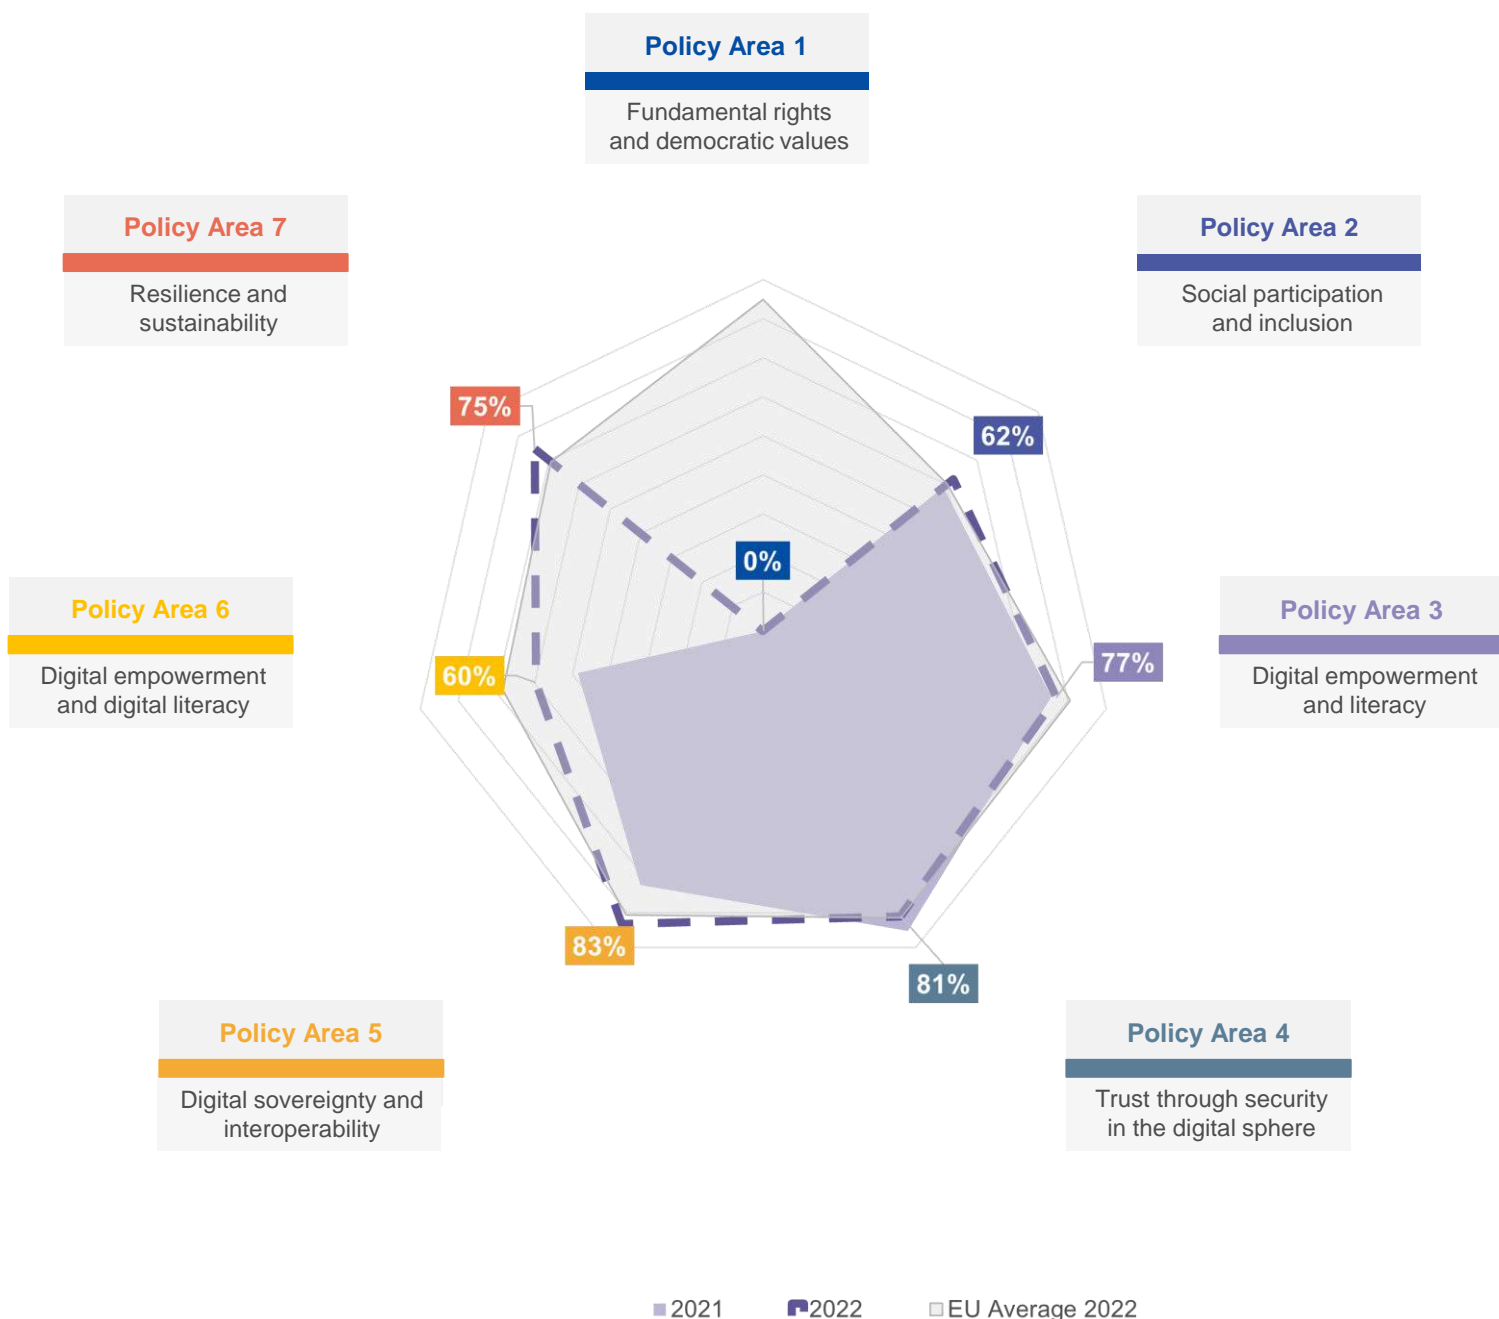 Policy Area 1
Fundamental rights
and democratic values
Policy Area 7
Resilience and
sustainability
Policy Area 2
Social participation
and inclusion
75%
62%
0%
Policy Area 6
Digital empowerment
and digital literacy
60%
77%
Policy Area 3
Digital empowerment
and literacy
83%
81%
Policy Area 5
Digital sovereignty and
interoperability
Policy Area 4
Trust through security
in the digital sphere
2021
2022
EU Average 2022